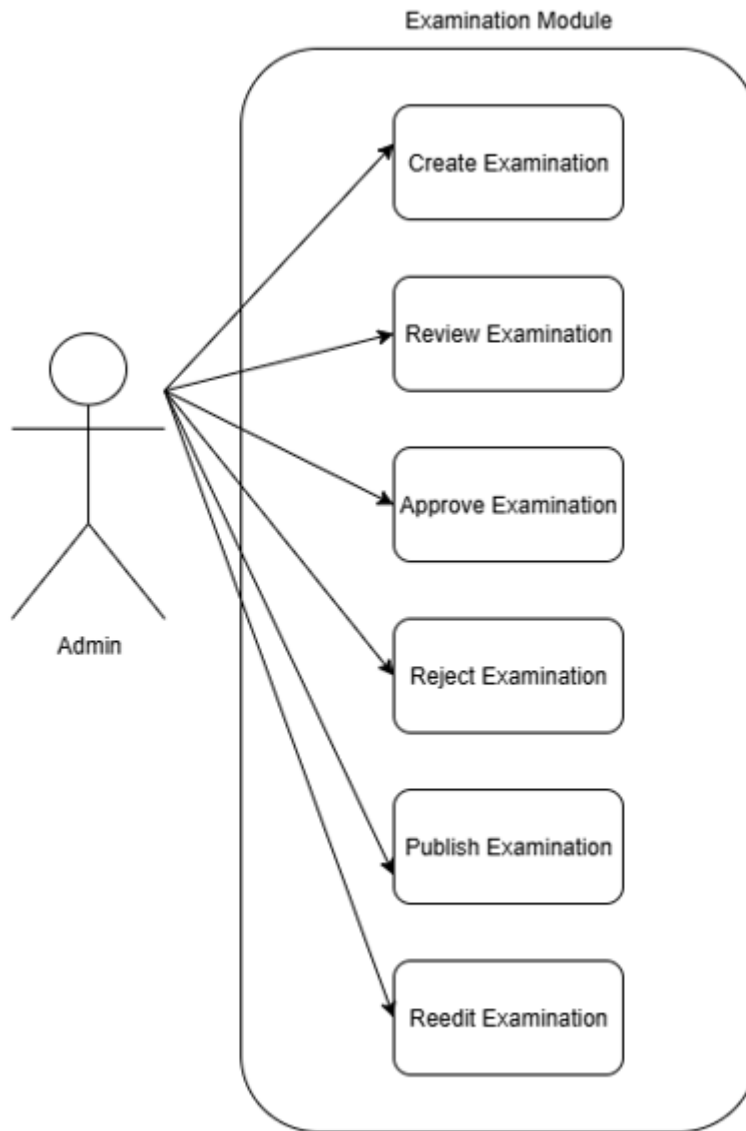 Examination Module
Create Examination
Review Examination
Approve Examination
Reject Examination
Admin
Publish Examination
Reedit Examination